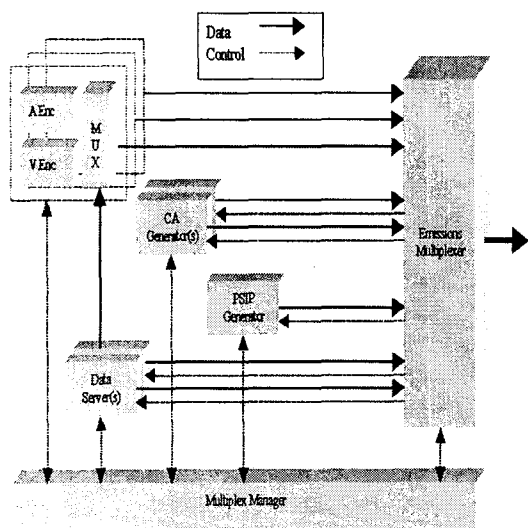 Data
Control
A.Enc
V.Enc
M
U
X
CA
Generator(s)
PSIP
Generator
Data
Server(s)
Emissions
Multiplexer
Multiplex Manager